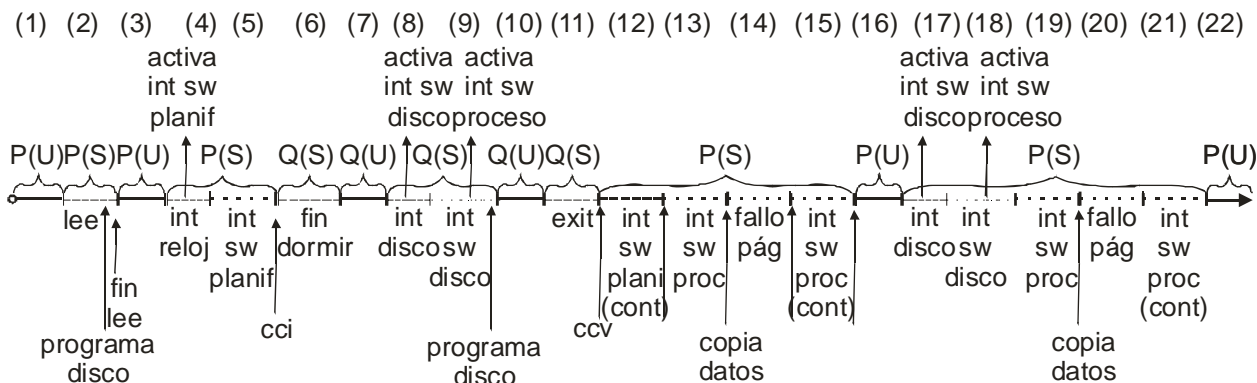 (1) (2) (3) (4) (5) (6) (7) (8) (9) (10) (11) (12) (13) (14) (15) (16) (17) (18) (19) (20) (21) (22)
activa activa activa activa activa
int sw int sw int sw int sw int sw
planif disco proceso disco proceso
P(U) P(S) P(U) P(S) Q(S) Q(U) Q(S) Q(U) Q(S) P(S) P(U) P(S) P(U)
lee int int fin int int exit int int fallo int int int int fallo int
reloj sw dormir disco sw sw sw pág sw disco sw sw pág sw
planif disco plani proc proc disco proc proc
fin (cont) (cont) (cont)
lee cci ccv
programa programa copia copia
disco disco datos datos